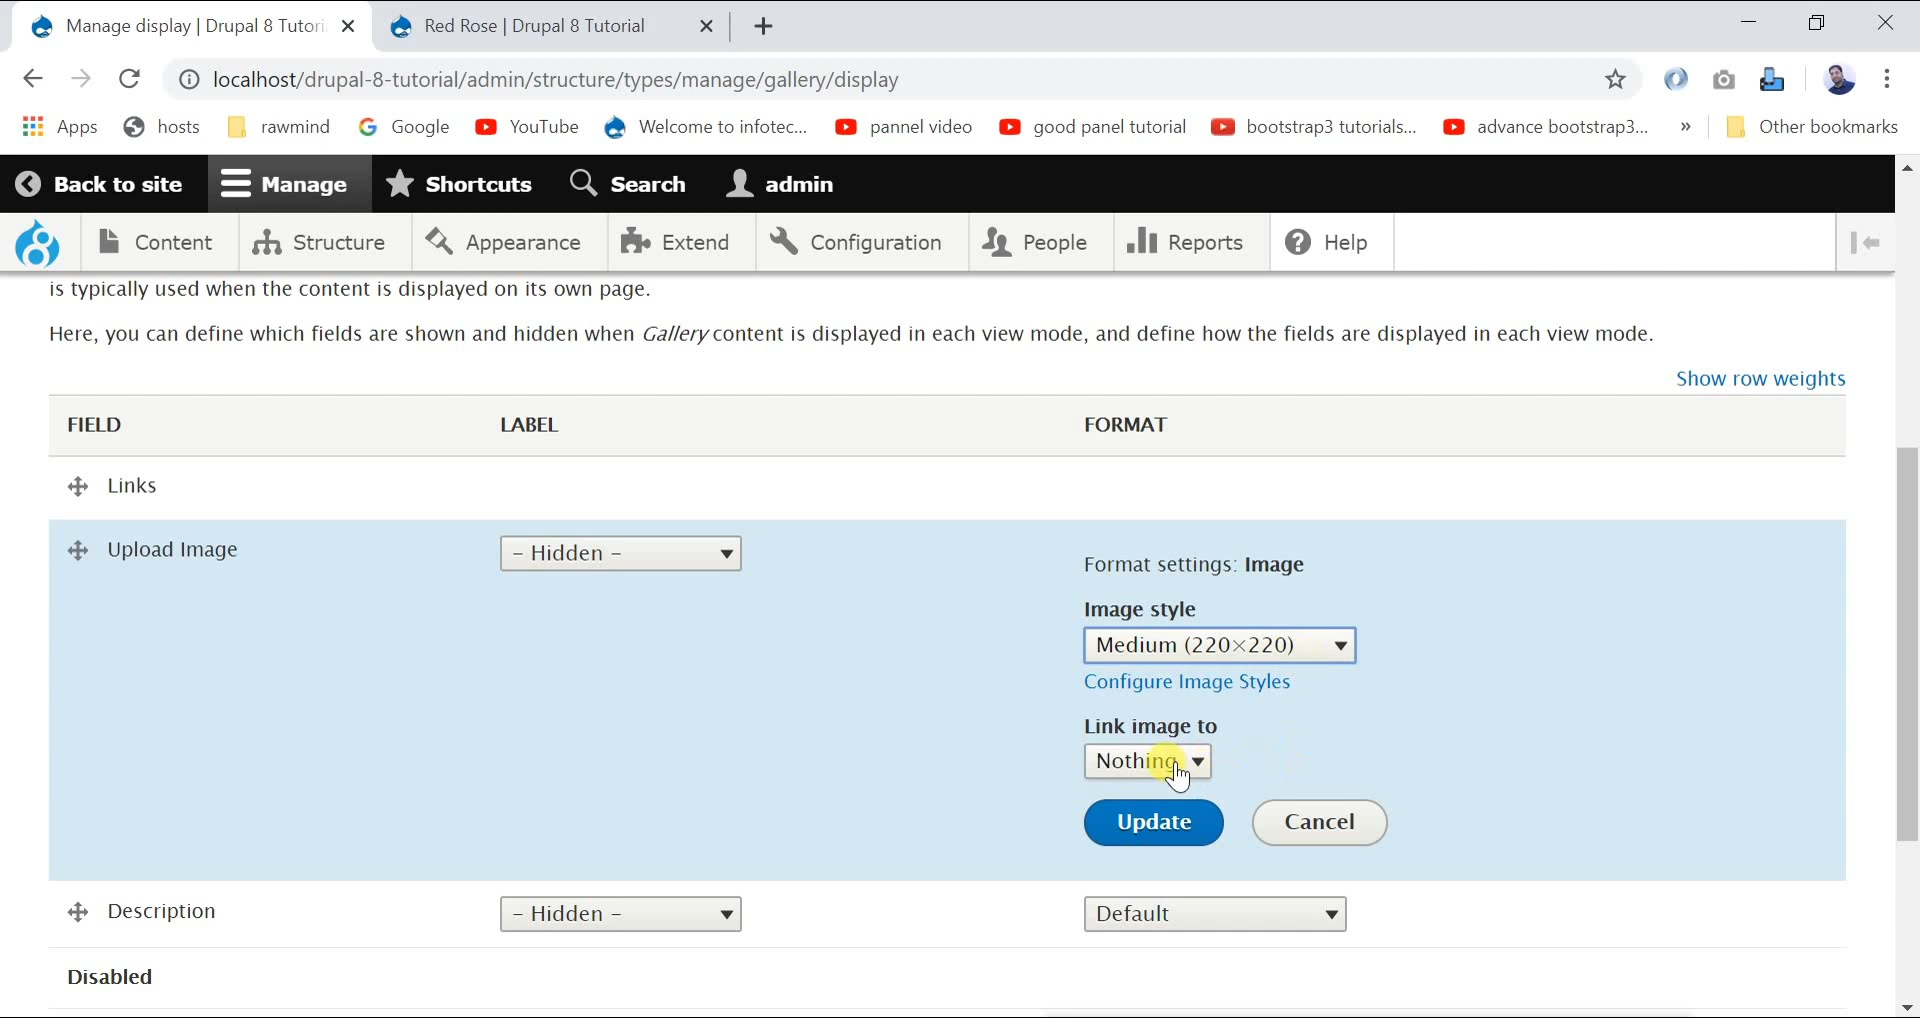 Manage display | Drupal 8 Tutori
Red Rose | Drupal 8 Tutorial
localhost/drupal-8-tutorial/admin/structure/types/manage/gallery/display
Apps hosts rawmind Google YouTube Welcome to infotec... pannel video good panel tutorial bootstrap3 tutorials... advance bootstrap3... » Other bookmarks
Back to site Manage Shortcuts Search admin
Content Structure Appearance Extend Configuration People Reports Help
is typically used when the content is displayed on its own page.
Here, you can define which fields are shown and hidden when Gallery content is displayed in each view mode, and define how the fields are displayed in each view mode.
Show row weights
FIELD LABEL FORMAT
Links
Upload Image - Hidden -
Format settings: Image
Image style
Medium (220×220)
Configure Image Styles
Link image to
Nothing
Update Cancel
Description - Hidden - Default
Disabled